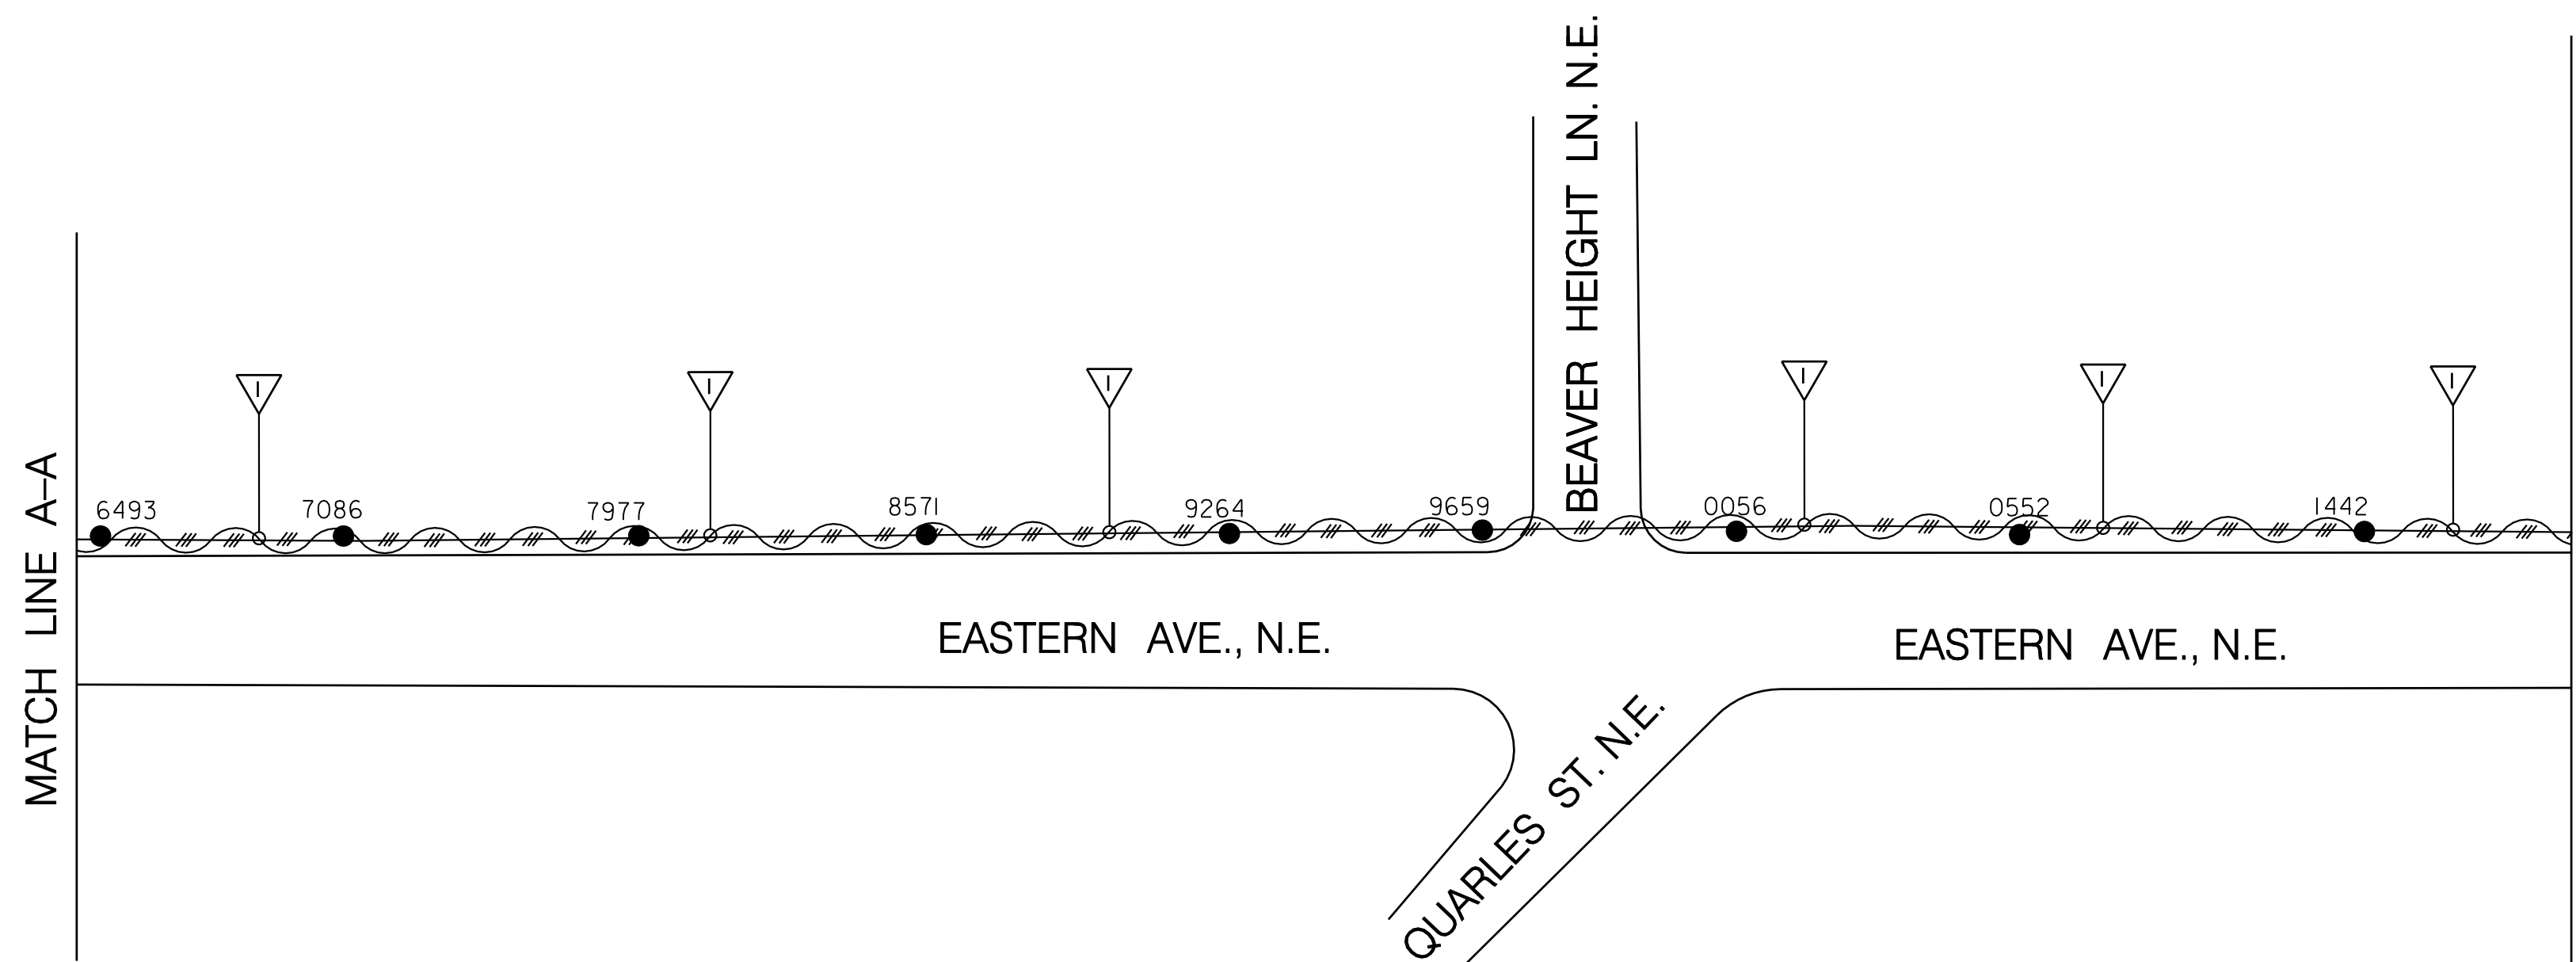 BEAVER HEIGHT LN. N.E.
I
I
I
I
I
I
MATCH LINE A-A
6493
7086
7977
8571
9264
9659
0056
0552
1442
EASTERN AVE., N.E.
EASTERN AVE., N.E.
QUARLES ST. N.E.